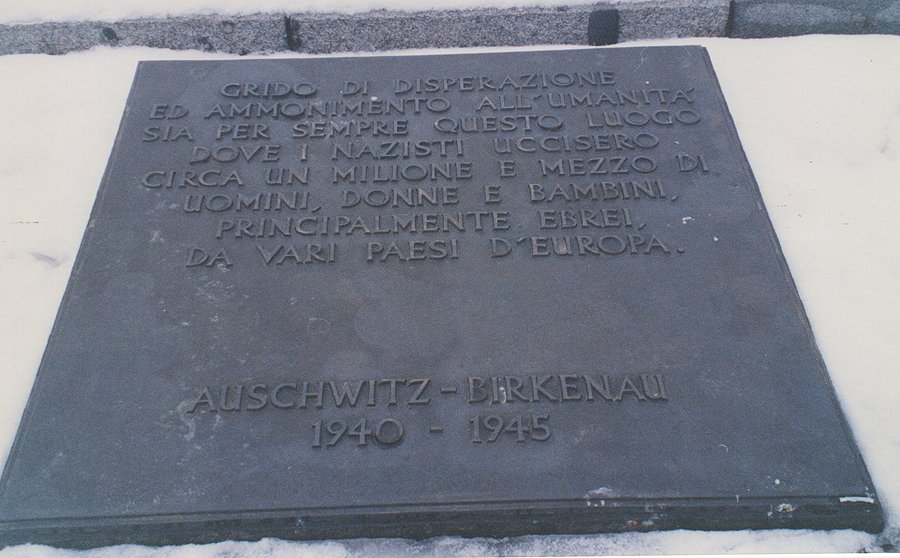 GRIDO DI DISPERAZIONE
ED AMMONIMENTO ALL´UMANITÀ
SIA PER SEMPRE QUESTO LUOGO
DOVE I NAZISTI UCCISERO
CIRCA UN MILIONE E MEZZO DI
UOMINI, DONNE E BAMBINI,
PRINCIPALMENTE EBREI,
DA VARI PAESI D´EUROPA.
AUSCHWITZ - BIRKENAU
1940 - 1945